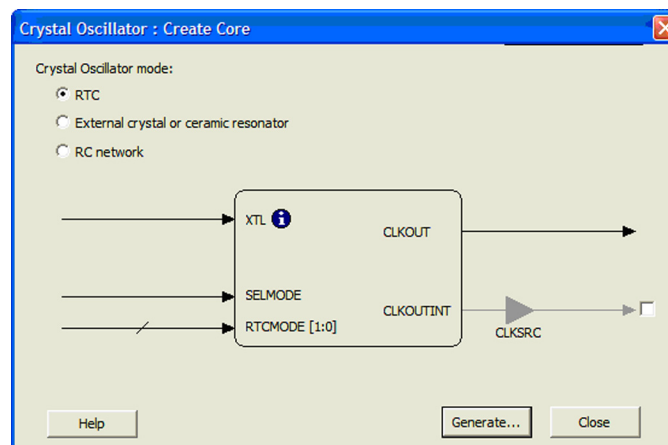 Crystal Oscillator : Create Core
Crystal Oscillator mode:
RTC
External crystal or ceramic resonator
RC network
XTL
CLKOUT
SELMODE
CLKOUTINT
RTCMODE [1:0]
CLKSRC
Help
Generate...
Close